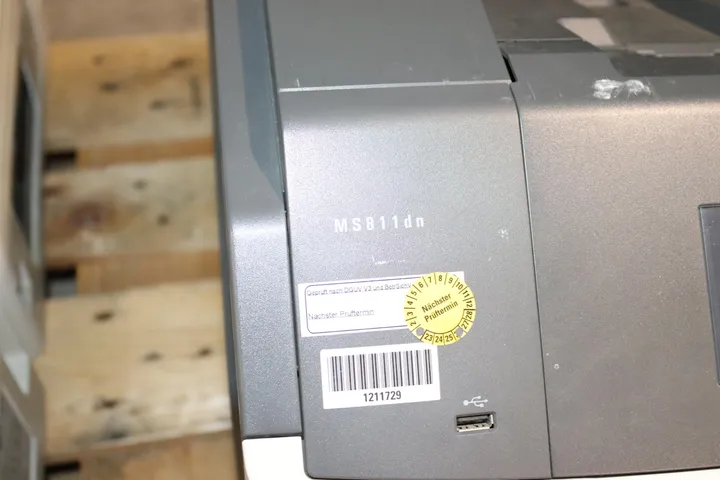 MS811dn
Geprüft nach DGUV V3 und BetrSichV
Nächster Prüftermin
Nächster
Prüftermin
2 3 4 5 6 7 8 9 10 11 12
23 24 25 27 28
1211729